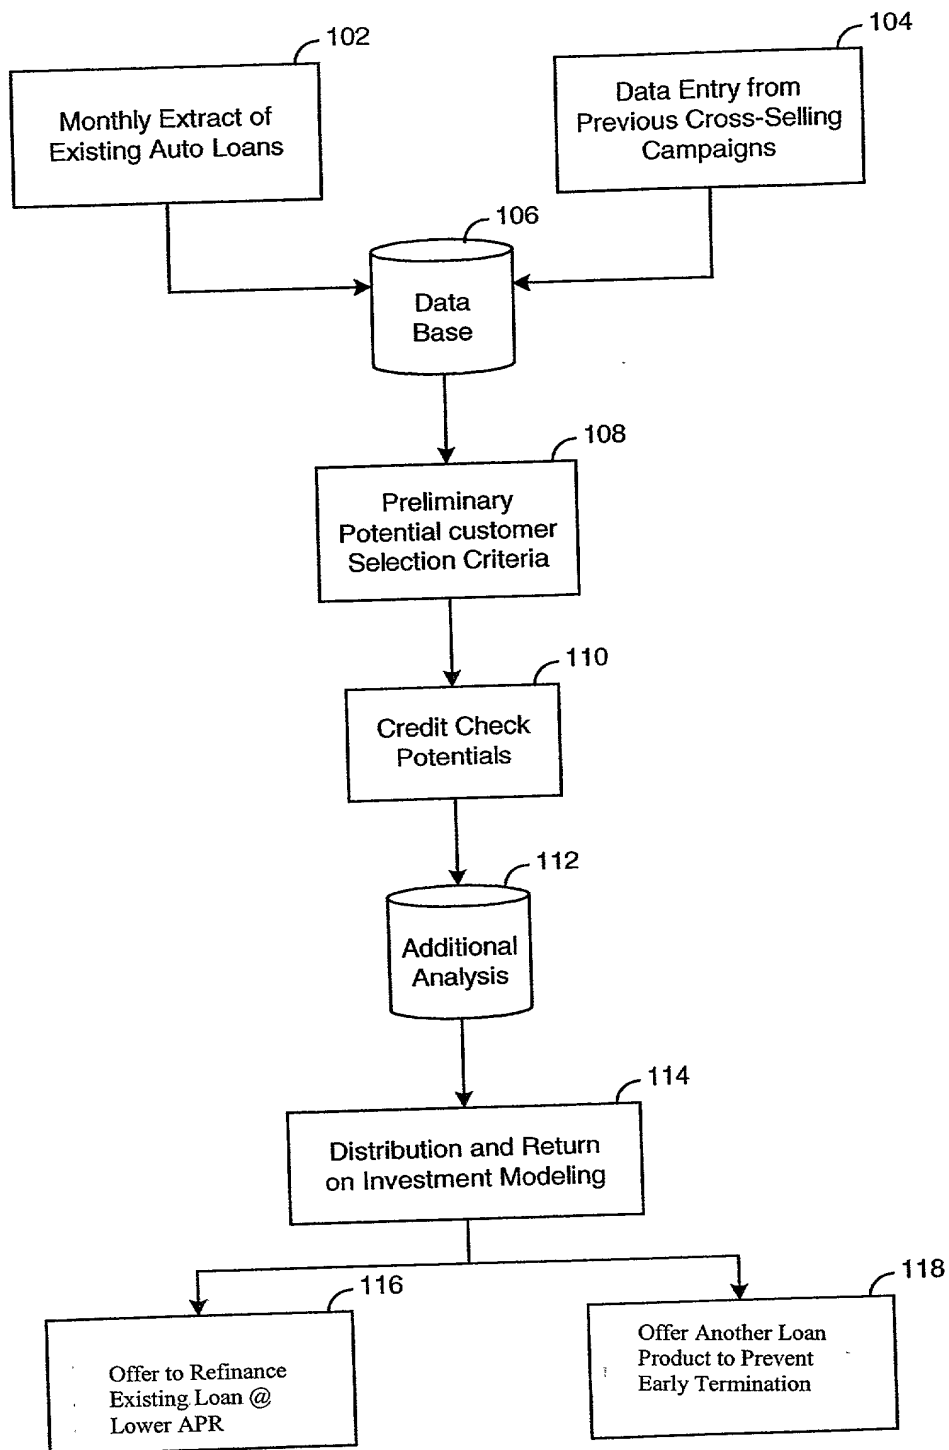 102
104
Monthly Extract of
Existing Auto Loans
Data Entry from
Previous Cross-Selling
Campaigns
106
Data
Base
108
Preliminary
Potential customer
Selection Criteria
110
Credit Check
Potentials
112
Additional
Analysis
114
Distribution and Return
on Investment Modeling
116
118
Offer to Refinance
Existing Loan @
Lower APR
Offer Another Loan
Product to Prevent
Early Termination